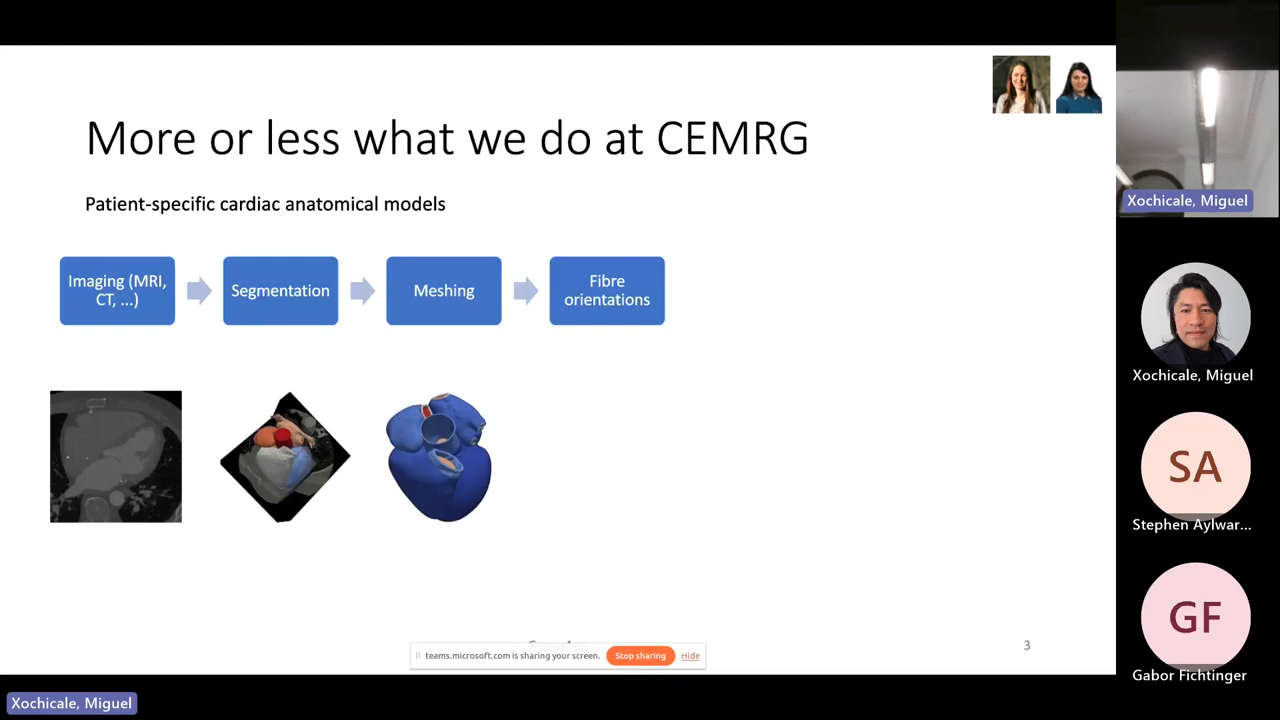 More or less what we do at CEMRG
Patient-specific cardiac anatomical models
Imaging (MRI,
CT, ...)
Segmentation
Meshing
Fibre
orientations
3
teams.microsoft.com is sharing your screen.
Stop sharing
Hide
Xochicale, Miguel
Xochicale, Miguel
Xochicale, Miguel
SA
Stephen Aylwar...
GF
Gabor Fichtinger